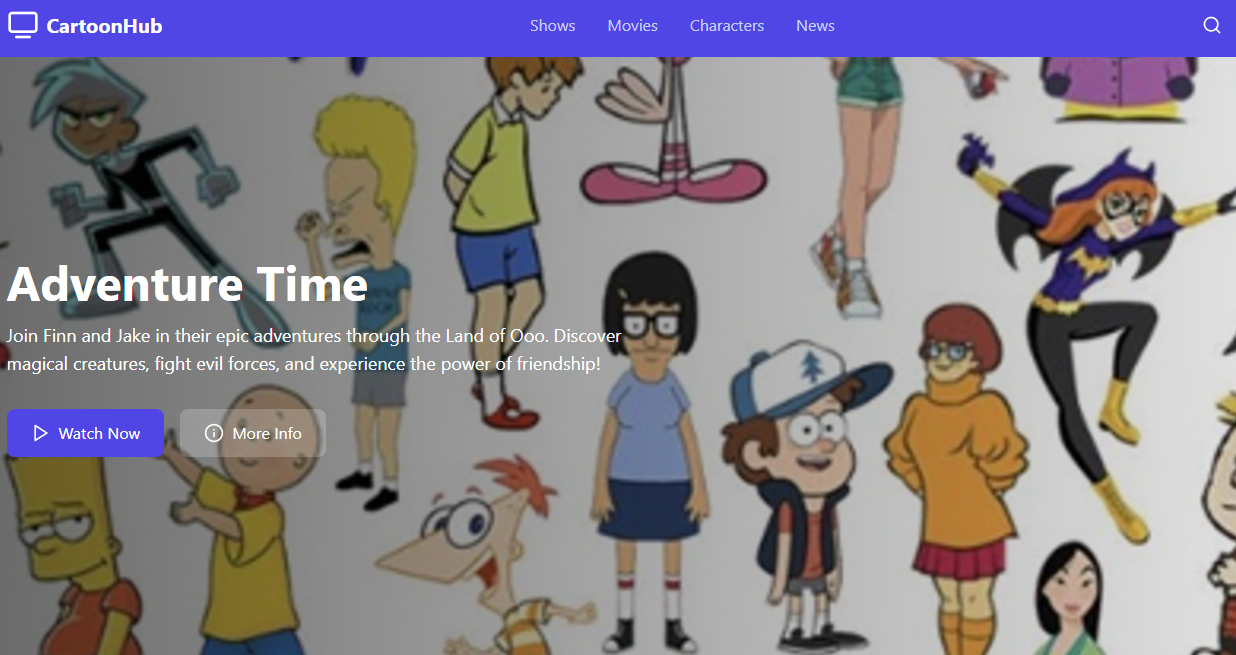 CartoonHub
Shows
Movies
Characters
News
Adventure Time
Join Finn and Jake in their epic adventures through the Land of Ooo. Discover
magical creatures, fight evil forces, and experience the power of friendship!
Watch Now
More Info